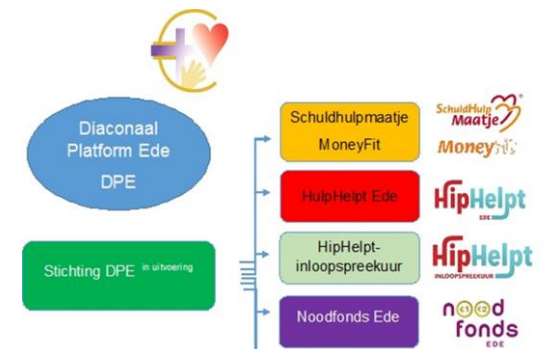 Diaconaal
Platform Ede
DPE
Stichting DPE in uitvoering
Schuldhulpmaatje
MoneyFit
HulpHelpt Ede
HipHelpt-
inloopspreekuur
Noodfonds Ede
SchuldHulp
Maatje
MoneyFit
HipHelpt
EDE
HipHelpt
INLOOPSPREEKUUR
nood
fonds
EDE